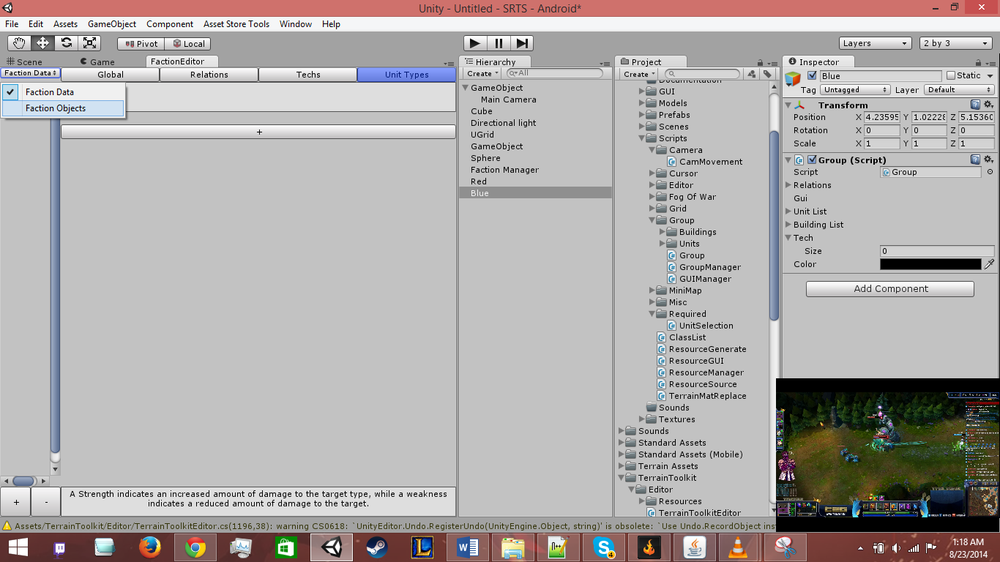 Unity - Untitled - SRTS - Android*
File Edit Assets GameObject Component Asset Store Tools Window Help
Pivot Local
Layers 2 by 3
Scene Game FactionEditor
Faction Data Global Relations Techs Unit Types
Faction Data
Faction Objects
+
+ -
A Strength indicates an increased amount of damage to the target type, while a weakness
indicates a reduced amount of damage to the target.
Hierarchy
Create All
GameObject
Main Camera
Cube
Directional light
UGrid
GameObject
Sphere
Faction Manager
Red
Blue
Project
Create
Documentation
GUI
Models
Prefabs
Scenes
Scripts
Camera
CamMovement
Cursor
Editor
Fog Of War
Grid
Group
Buildings
Units
Group
GroupManager
GUIManager
MiniMap
Misc
Required
UnitSelection
ClassList
ResourceGenerate
ResourceGUI
ResourceManager
ResourceSource
TerrainMatReplace
Sounds
Textures
Sounds
Standard Assets
Standard Assets (Mobile)
Terrain Assets
TerrainToolkit
Editor
Resources
TerrainToolkitEditor
Inspector
Blue Static
Tag Untagged Layer Default
Transform
Position X 4.23595 Y 1.02228 Z 5.15360
Rotation X 0 Y 0 Z 0
Scale X 1 Y 1 Z 1
Group (Script)
Script Group
Relations
Gui
Unit List
Building List
Tech
Size 0
Color
Add Component
Assets/TerrainToolkit/Editor/TerrainToolkitEditor.cs(1196,38): warning CS0618: `UnityEditor.Undo.RegisterUndo(UnityEngine.Object, string)' is obsolete: `Use Undo.RecordObject inst
4
1:18 AM
8/23/2014